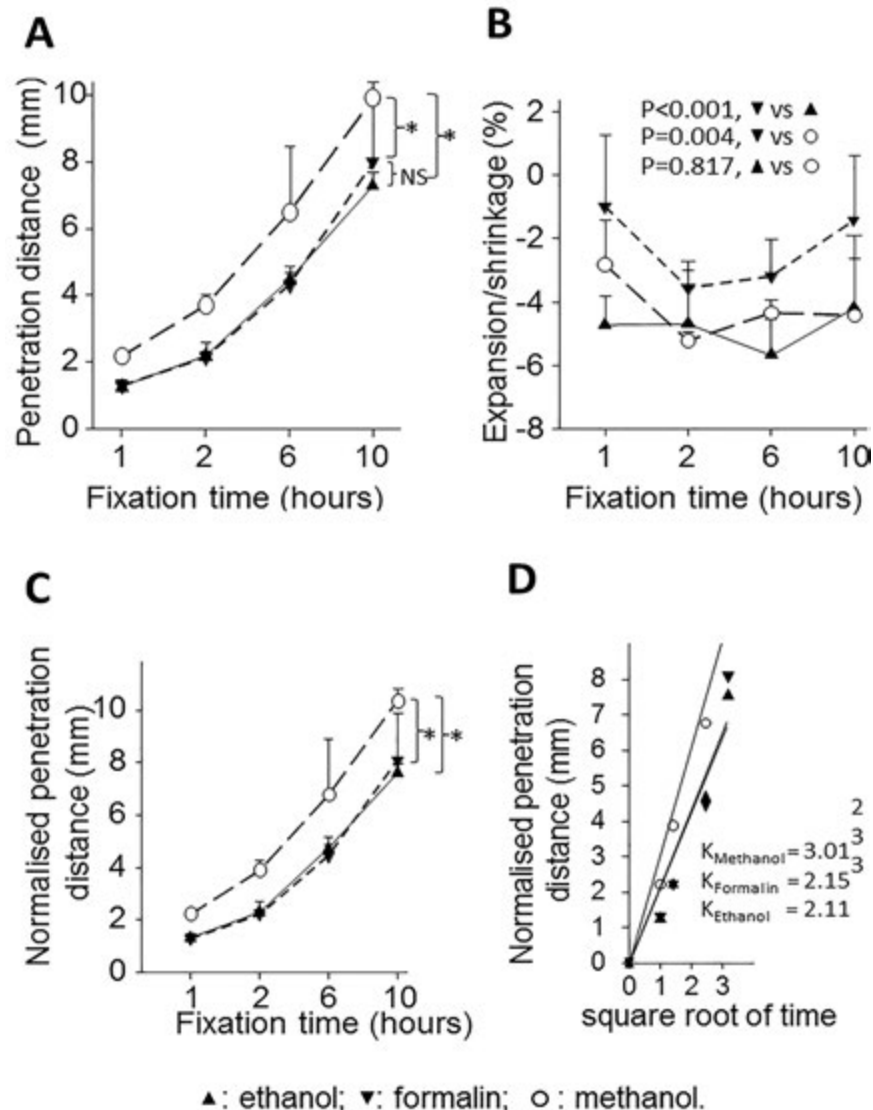 A
Penetration distance (mm)
10
8
6
4
2
0
*
*
NS
1 2 6 10
Fixation time (hours)
B
Expansion/shrinkage (%)
2
0
-2
-4
-6
-8
P<0.001, ▼ vs ▲
P=0.004, ▼ vs ○
P=0.817, ▲ vs ○
1 2 6 10
Fixation time (hours)
C
Normalised penetration
distance (mm)
10
8
6
4
2
0
*
*
1 2 6 10
Fixation time (hours)
D
Normalised penetration
distance (mm)
8
7
6
5
4
3
2
1
0
2
3
3
KMethanol = 3.01
KFormalin = 2.15
KEthanol = 2.11
0 1 2 3
square root of time
▲: ethanol; ▼: formalin; ○: methanol.